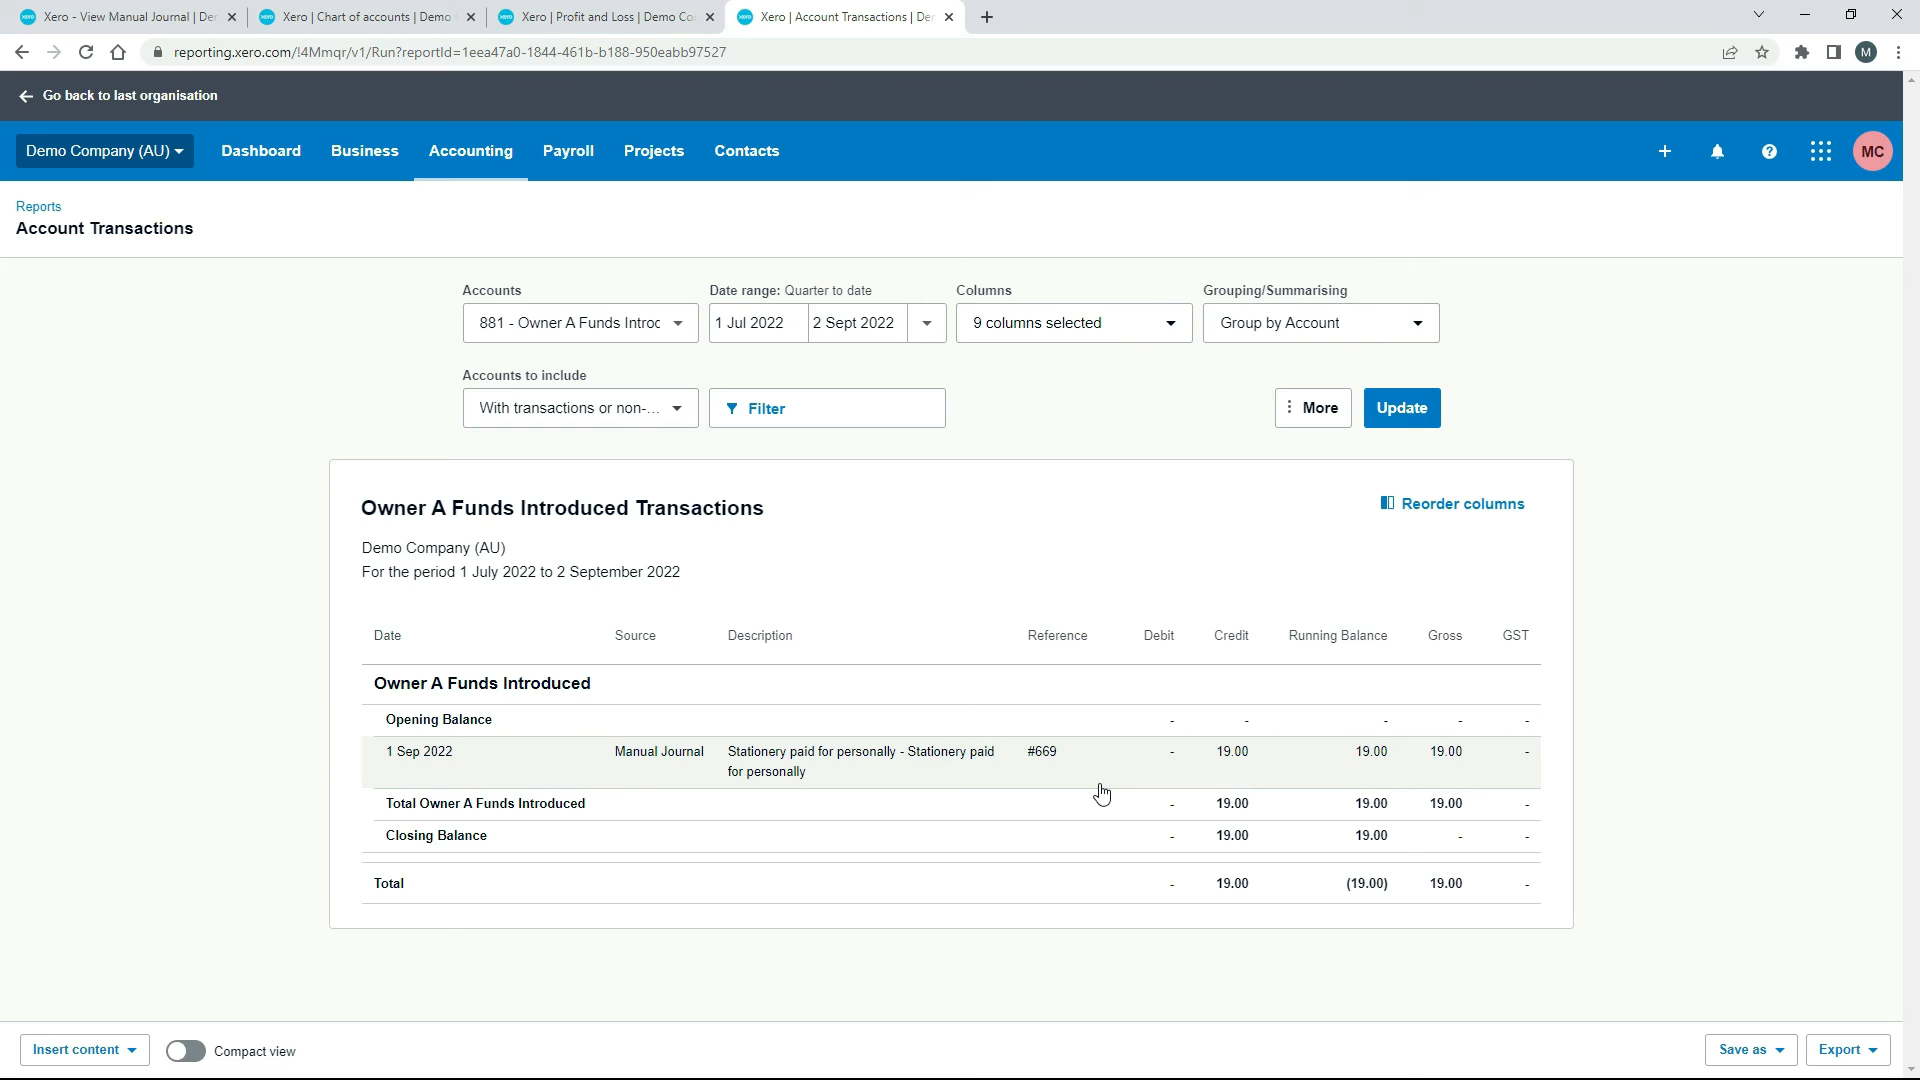 Xero - View Manual Journal | De
Xero | Chart of accounts | Demo
Xero | Profit and Loss | Demo Co
Xero | Account Transactions | De
reporting.xero.com/!4Mmqr/v1/Run?reportId=1eea47a0-1844-461b-b188-950eabb97527
M
Go back to last organisation
Demo Company (AU)
Dashboard
Business
Accounting
Payroll
Projects
Contacts
MC
Reports
Account Transactions
Accounts
Date range: Quarter to date
Columns
Grouping/Summarising
881 - Owner A Funds Introc
1 Jul 2022
2 Sept 2022
9 columns selected
Group by Account
Accounts to include
With transactions or non-...
Filter
More
Update
Owner A Funds Introduced Transactions
Reorder columns
Demo Company (AU)
For the period 1 July 2022 to 2 September 2022
Date Source Description Reference Debit Credit Running Balance Gross GST
Owner A Funds Introduced
Opening Balance - - - - -
1 Sep 2022 Manual Journal Stationery paid for personally - Stationery paid #669 - 19.00 19.00 19.00 -
for personally
Total Owner A Funds Introduced - 19.00 19.00 19.00 -
Closing Balance - 19.00 19.00 - -
Total - 19.00 (19.00) 19.00 -
Insert content
Compact view
Save as
Export